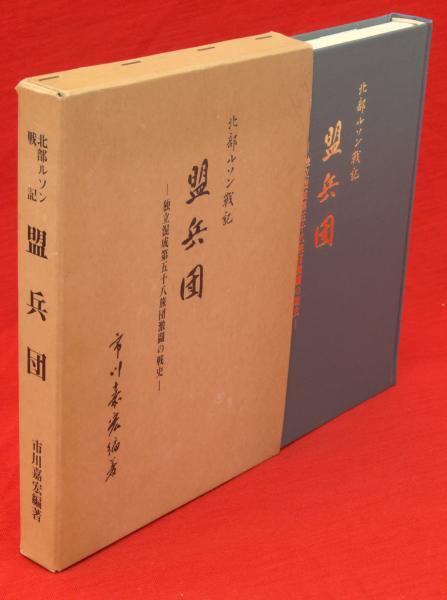 北部ルソン戦記
盟兵団
市川嘉宏編著
北部ルソン戦記
盟兵団
―独立混成第五十八旅団激闘の戦史―
市川嘉宏編著
北部ルソン戦記
盟兵団